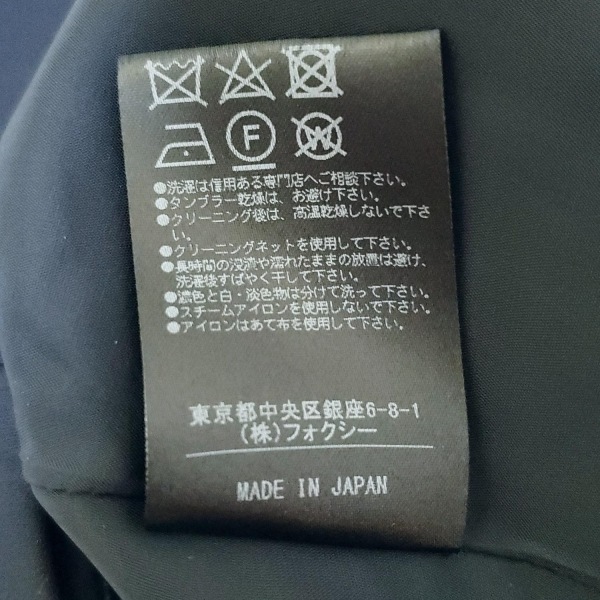 F
W
●洗濯は信用ある専門店へご相談下さい。
●タンブラー乾燥は、お避け下さい。
●クリーニング後は、高温乾燥しないで下さ
い。
●クリーニングネットを使用して下さい。
●長時間の浸漬や濡れたままの放置は避け、
洗濯後すばやく干して下さい。
●濃色と白・淡色物は分けて洗って下さい。
●スチームアイロンを使用しないで下さい。
●アイロンはあて布を使用して下さい。
東京都中央区銀座6-8-1
(株)フォクシー
MADE IN JAPAN